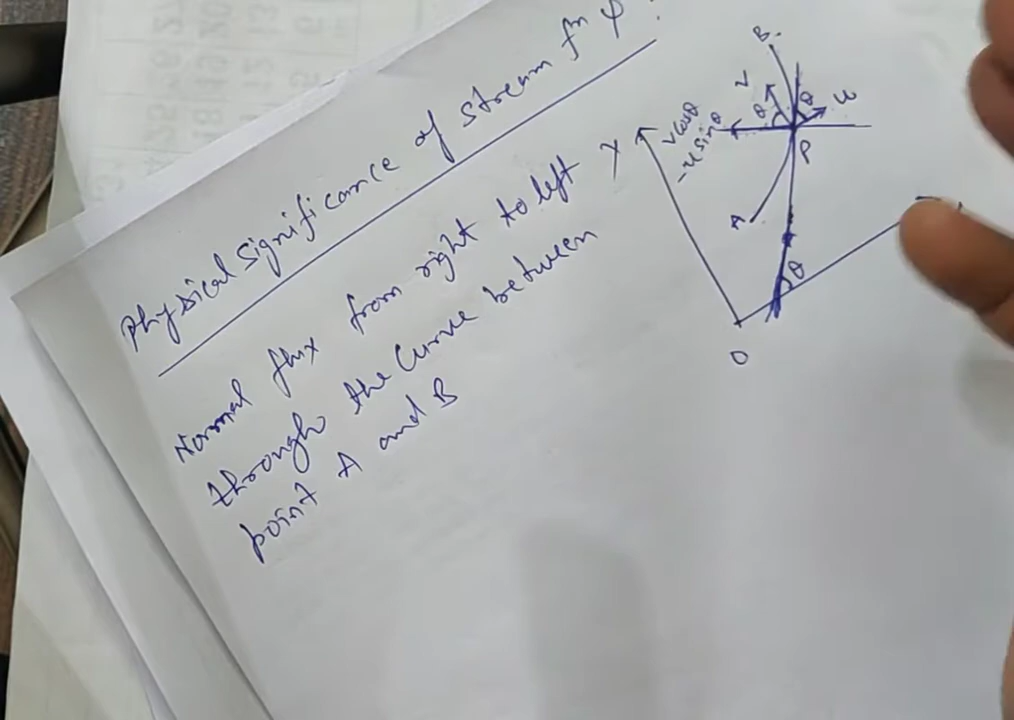 Physical Significance of stream fn ψ.
Normal flux from right to left
through the curve between
point A and B
B.
v
θ
θ
u
vcosθ
-usinθ
P
Y
A
θ
O